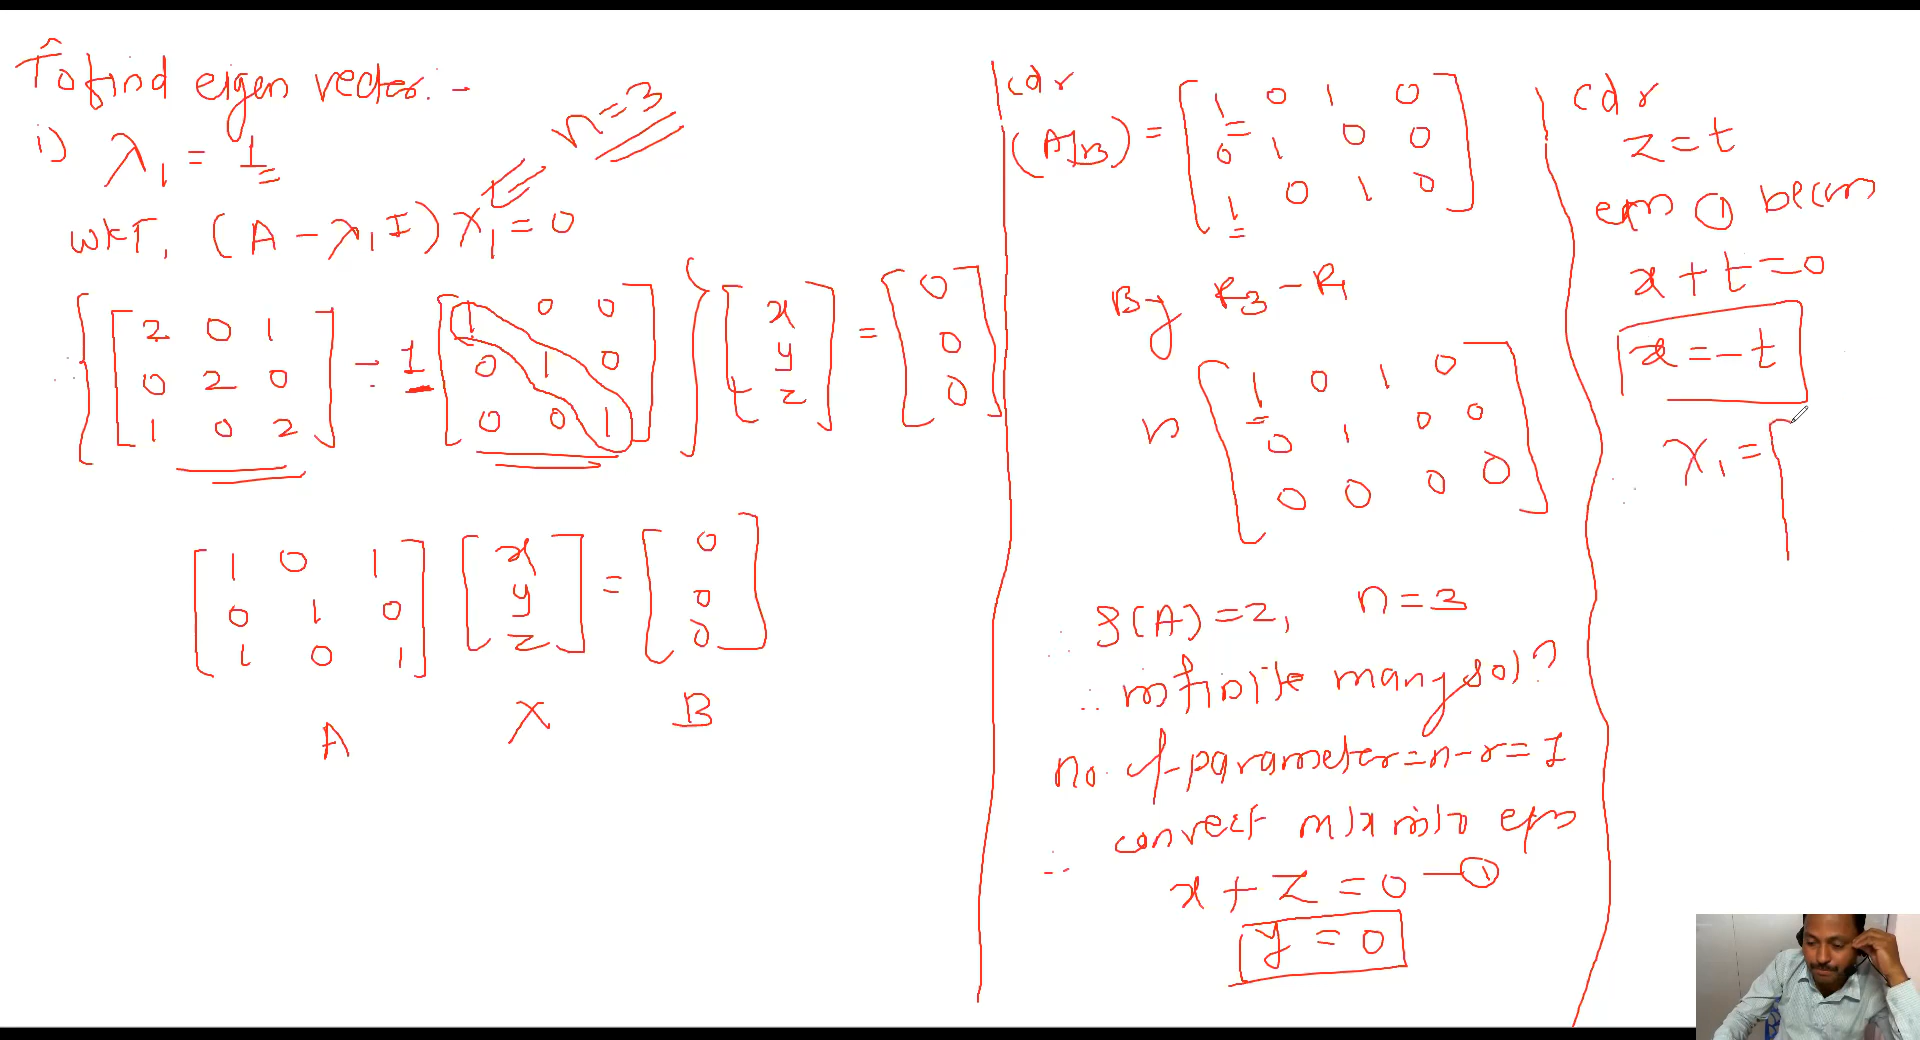 To find eigen vector: -
i) λ₁ = 1
n = 3
WKT, (A - λ₁I) X₁ = 0
{ [ 2 0 1 ] - 1 [ 1 0 0 ] } [ x ] = [ 0 ]
[ 0 2 0 ] [ 0 1 0 ] [ y ] [ 0 ]
[ 1 0 2 ] [ 0 0 1 ] [ z ] [ 0 ]
[ 1 0 1 ] [ x ] = [ 0 ]
[ 0 1 0 ] [ y ] [ 0 ]
[ 1 0 1 ] [ z ] [ 0 ]
A X B
cdr
(A|B) = [ 1 0 1 0 ]
[ 0 1 0 0 ]
[ 1 0 1 0 ]
By R₃ - R₁
~ [ 1 0 1 0 ]
[ 0 1 0 0 ]
[ 0 0 0 0 ]
∴ ρ(A) = 2, n = 3
∴ infinite many solⁿ
no. of parameter = n - r = 1
∴ convert m/x into eqns
x + z = 0 — ①
y = 0
cdr
z = t
eqn ① becm
x + t = 0
x = -t
∴ X₁ = [